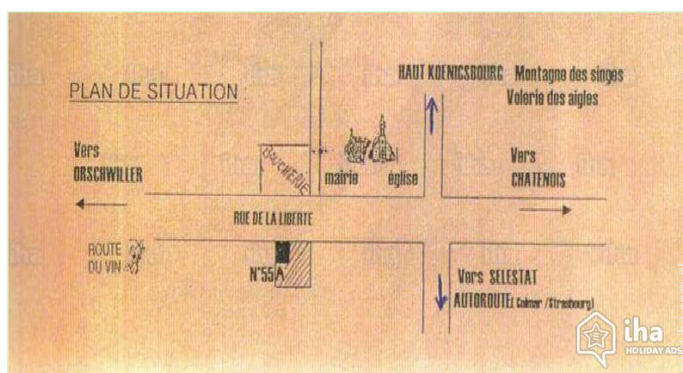 HAUT KOENIGSBOURG Montagne des singes
Volerie des aigles
PLAN DE SITUATION :
Vers
ORSCHWILLER
BOUCHERIE
mairie
église
Vers
CHATENOIS
RUE DE LA LIBERTE
ROUTE
DU VIN
N°55A
Vers SELESTAT
AUTOROUTE( Colmar /Strasbourg)
iha
HOLIDAY ADS